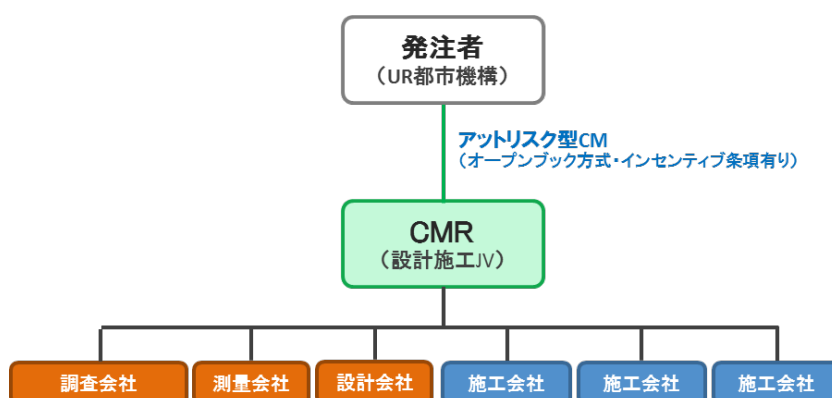 発注者
（UR都市機構）
アットリスク型CM
（オープンブック方式・インセンティブ条項有り）
CMR
（設計施工JV）
調査会社
測量会社
設計会社
施工会社
施工会社
施工会社